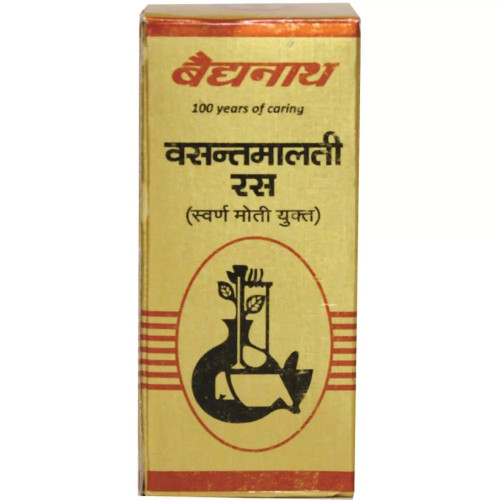 बैद्यनाथ
100 years of caring
वसन्तमालती
रस
(स्वर्ण मोती युक्त)